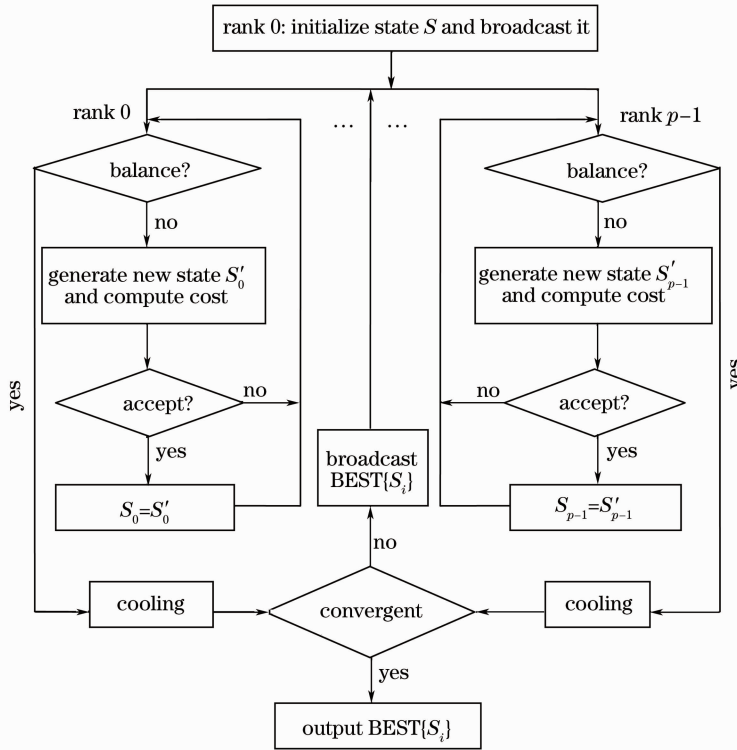 rank 0: initialize state S and broadcast it
rank 0
... ...
rank p−1
balance?
balance?
no
no
generate new state S′₀
and compute cost
generate new state S′ₚ₋₁
and compute cost
yes
yes
accept?
no
no
accept?
yes
yes
broadcast
BEST{Sᵢ}
S₀=S′₀
Sₚ₋₁=S′ₚ₋₁
no
cooling
convergent
cooling
yes
output BEST{Sᵢ}